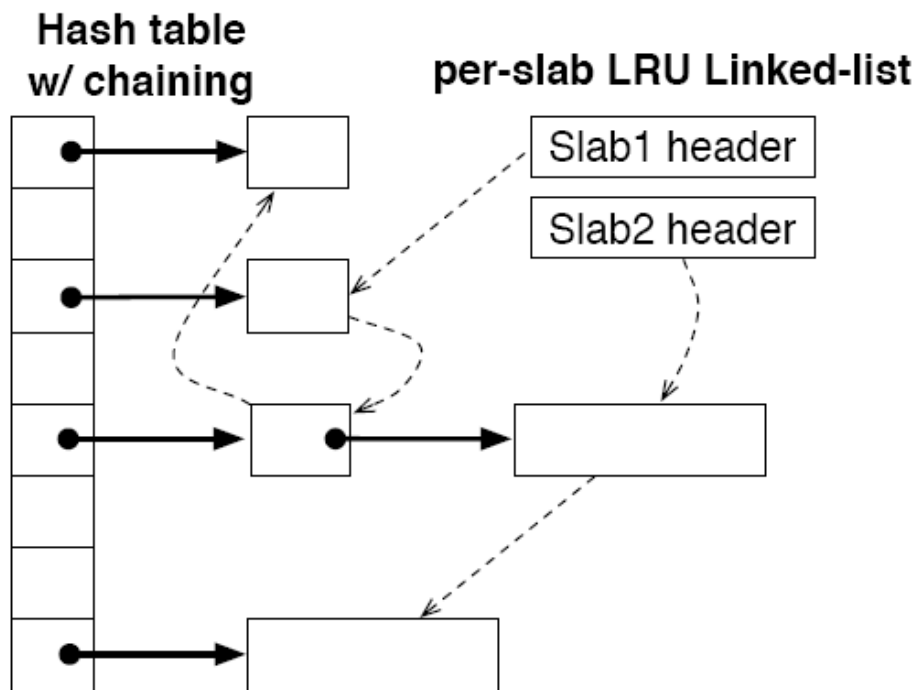 Hash table
w/ chaining
per-slab LRU Linked-list
Slab1 header
Slab2 header